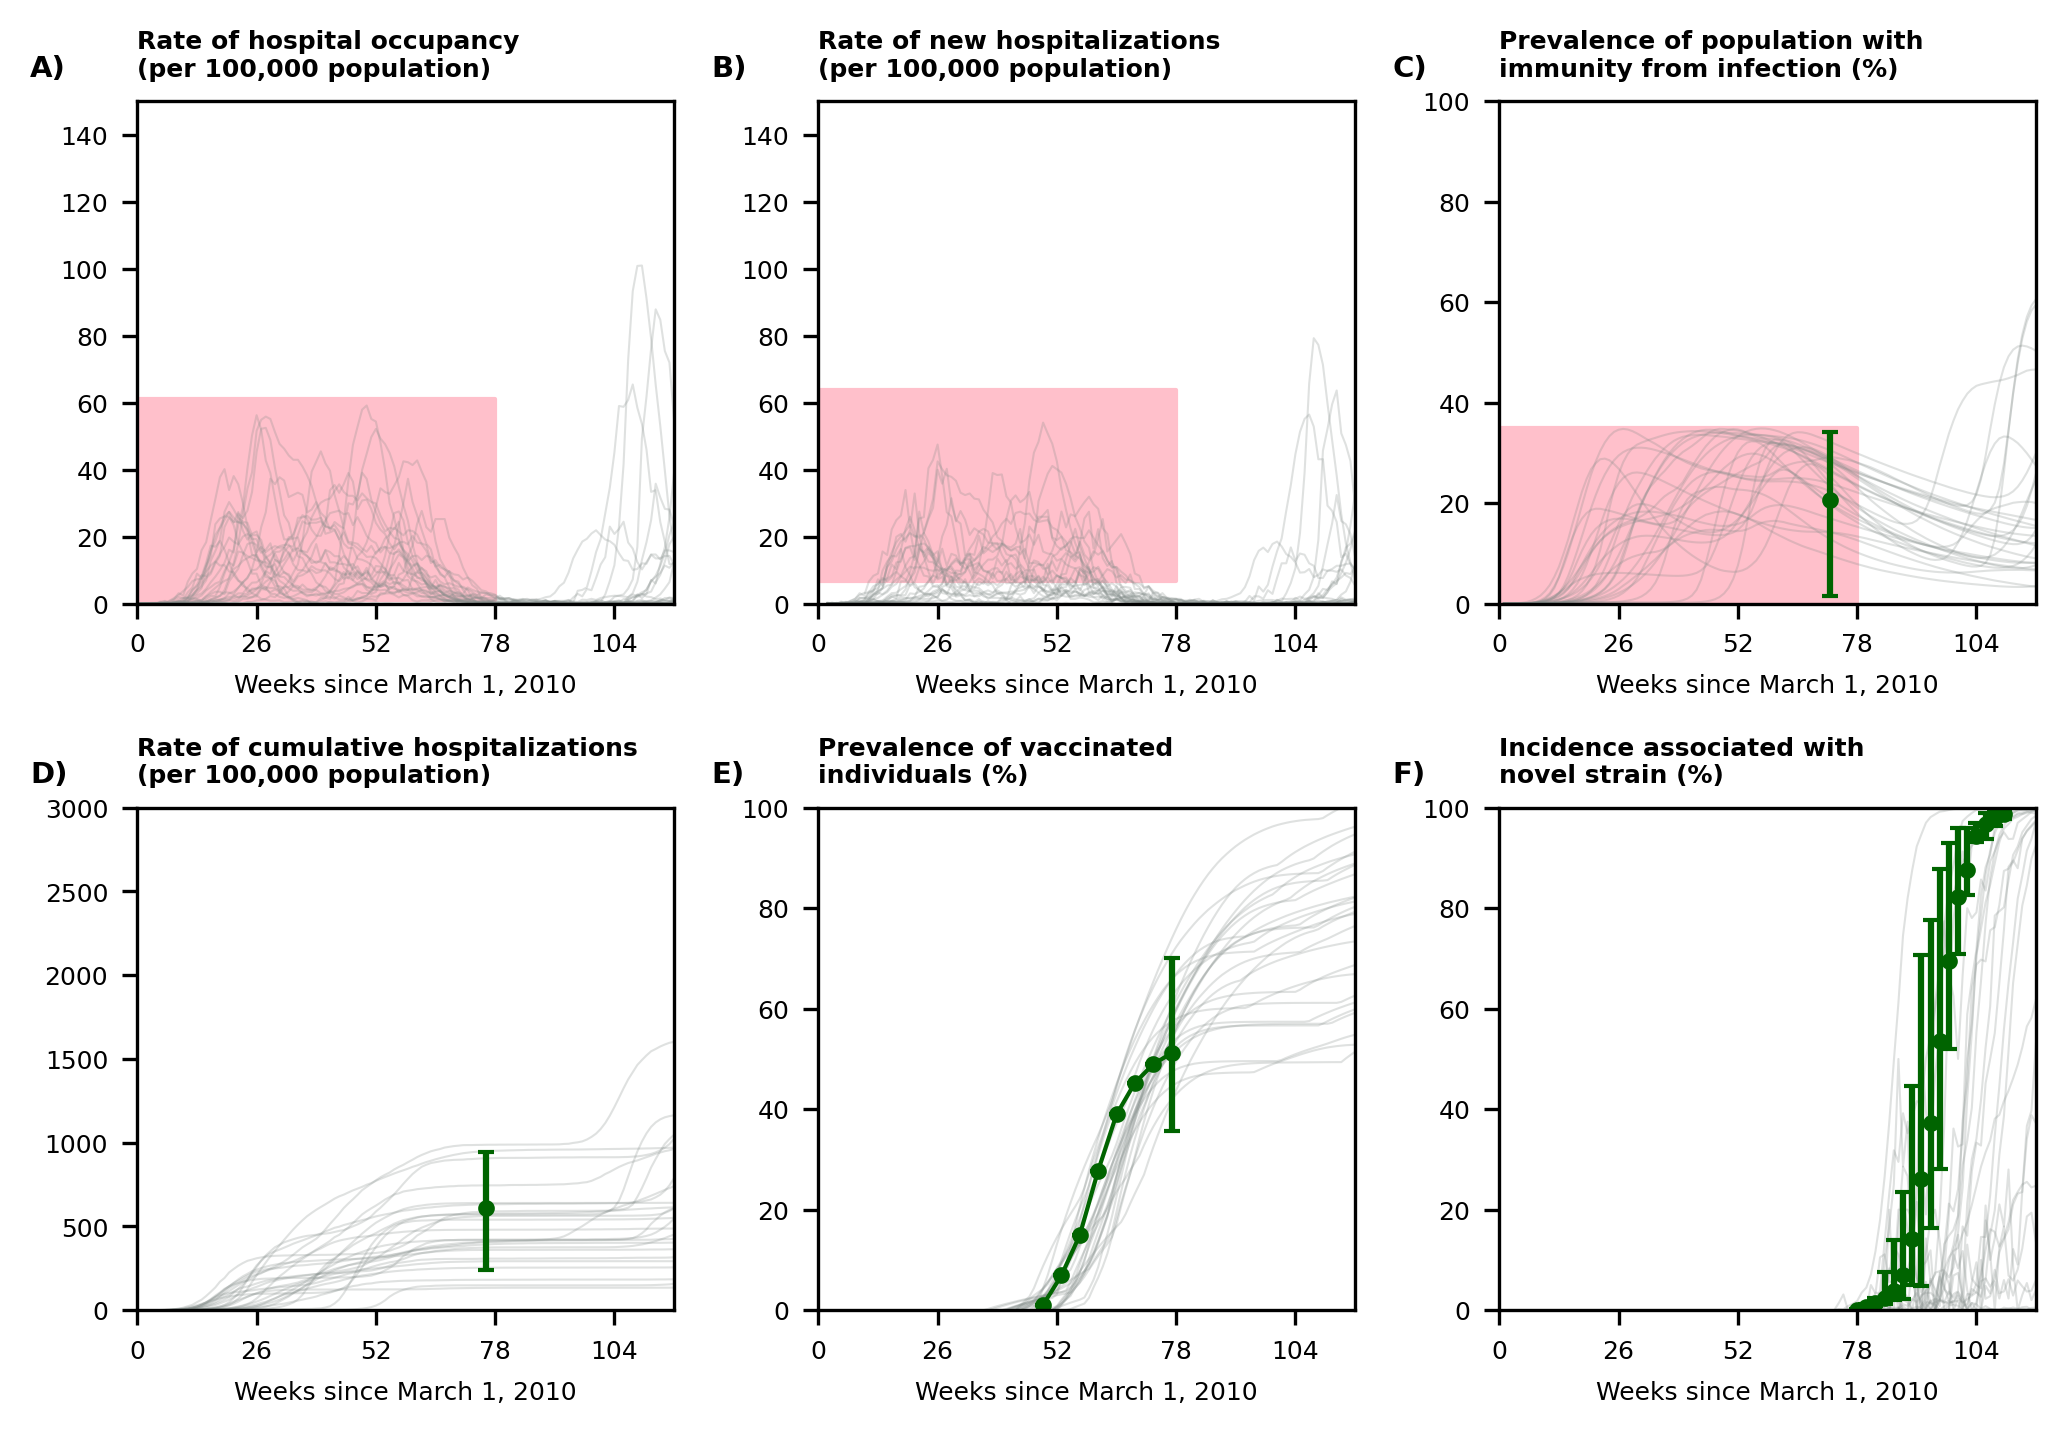 A)
Rate of hospital occupancy
(per 100,000 population)
140
120
100
80
60
40
20
0
0 26 52 78 104
Weeks since March 1, 2010
B)
Rate of new hospitalizations
(per 100,000 population)
140
120
100
80
60
40
20
0
0 26 52 78 104
Weeks since March 1, 2010
C)
Prevalence of population with
immunity from infection (%)
100
80
60
40
20
0
0 26 52 78 104
Weeks since March 1, 2010
D)
Rate of cumulative hospitalizations
(per 100,000 population)
3000
2500
2000
1500
1000
500
0
0 26 52 78 104
Weeks since March 1, 2010
E)
Prevalence of vaccinated
individuals (%)
100
80
60
40
20
0
0 26 52 78 104
Weeks since March 1, 2010
F)
Incidence associated with
novel strain (%)
100
80
60
40
20
0
0 26 52 78 104
Weeks since March 1, 2010